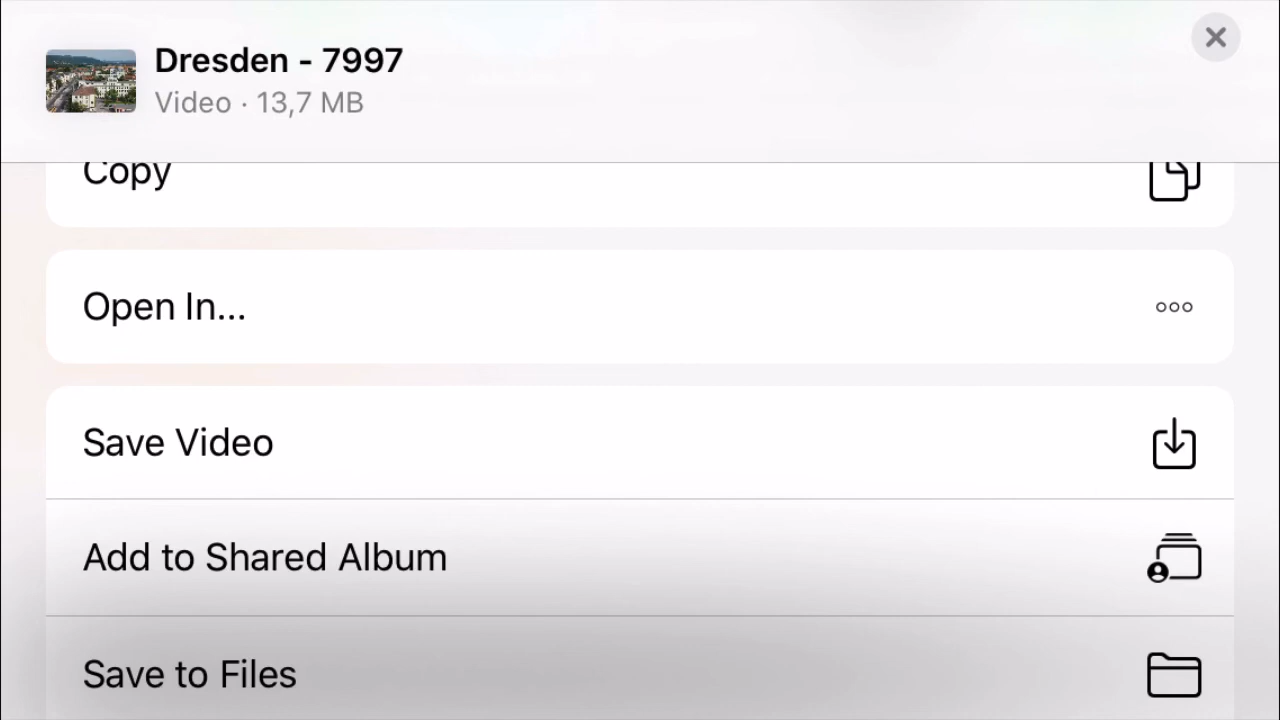 Dresden - 7997
Video · 13,7 MB
Copy
Open In...
Save Video
Add to Shared Album
Save to Files